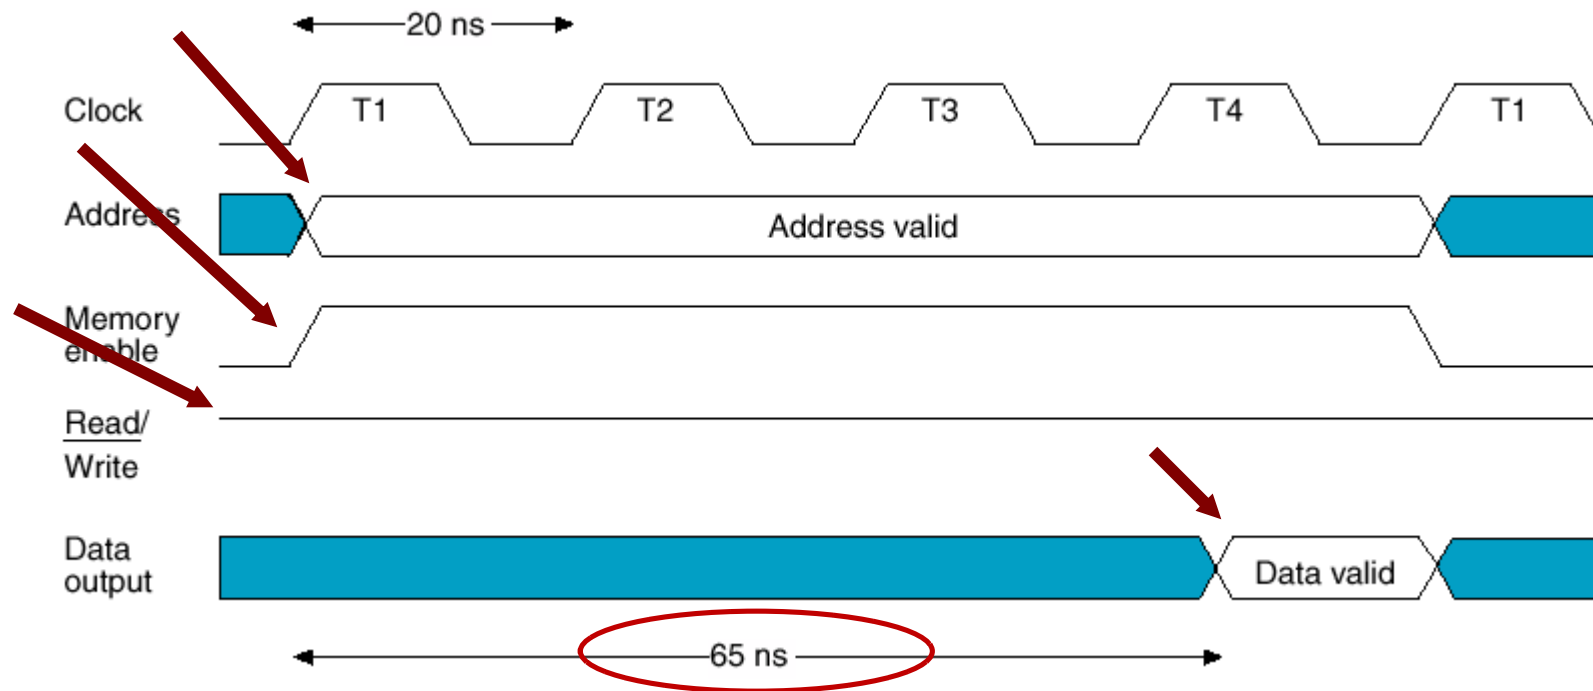 20 ns
Clock
T1 T2 T3 T4 T1
Address
Address valid
Memory
enable
Read/
Write
Data
output
Data valid
65 ns